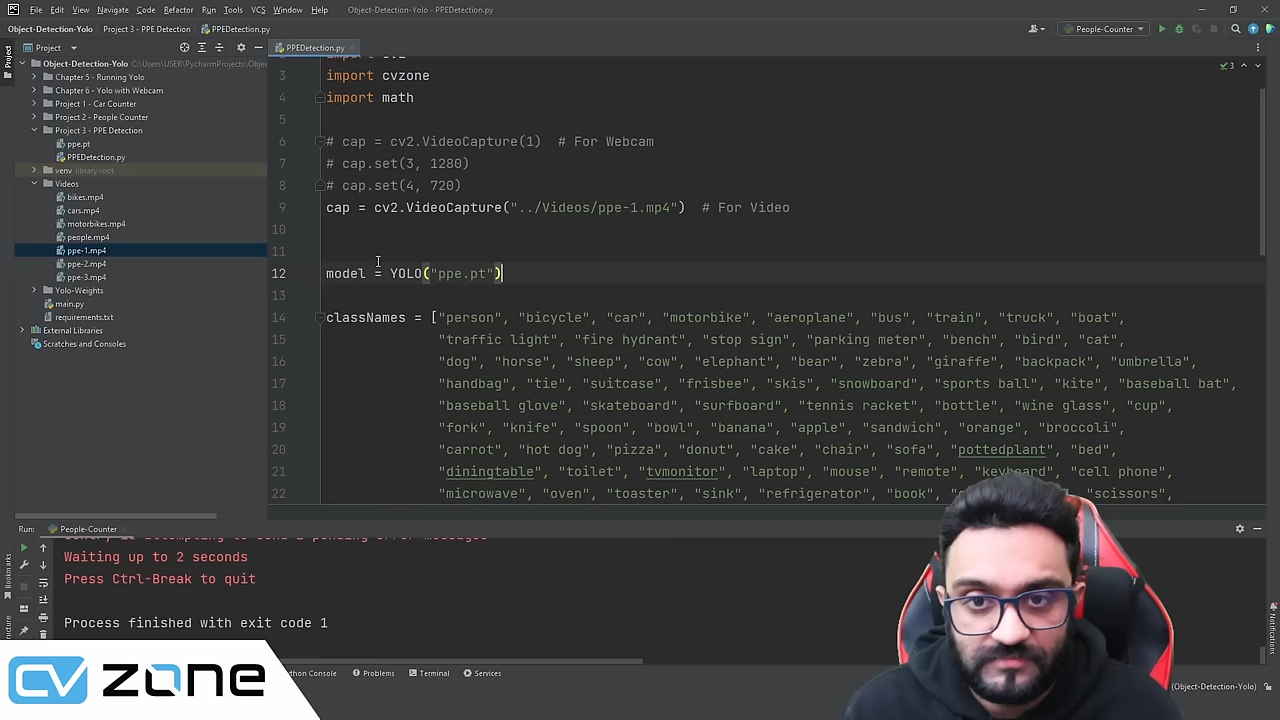 File Edit View Navigate Code Refactor Run Tools VCS Window Help Object-Detection-Yolo - PPEDetection.py
Object-Detection-Yolo Project 3 - PPE Detection PPEDetection.py People-Counter
Project
PPEDetection.py
Object-Detection-Yolo C:\Users\USER\PycharmProjects\Objec
Chapter 5 - Running Yolo
Chapter 6 - Yolo with Webcam
Project 1 - Car Counter
Project 2 - People Counter
Project 3 - PPE Detection
ppe.pt
PPEDetection.py
venv library root
Videos
bikes.mp4
cars.mp4
motorbikes.mp4
people.mp4
ppe-1.mp4
ppe-2.mp4
ppe-3.mp4
Yolo-Weights
main.py
requirements.txt
External Libraries
Scratches and Consoles
3 import cvzone
4 import math
5
6 # cap = cv2.VideoCapture(1) # For Webcam
7 # cap.set(3, 1280)
8 # cap.set(4, 720)
9 cap = cv2.VideoCapture("../Videos/ppe-1.mp4") # For Video
10
11
12 model = YOLO("ppe.pt")
13
14 classNames = ["person", "bicycle", "car", "motorbike", "aeroplane", "bus", "train", "truck", "boat",
15 "traffic light", "fire hydrant", "stop sign", "parking meter", "bench", "bird", "cat",
16 "dog", "horse", "sheep", "cow", "elephant", "bear", "zebra", "giraffe", "backpack", "umbrella",
17 "handbag", "tie", "suitcase", "frisbee", "skis", "snowboard", "sports ball", "kite", "baseball bat",
18 "baseball glove", "skateboard", "surfboard", "tennis racket", "bottle", "wine glass", "cup",
19 "fork", "knife", "spoon", "bowl", "banana", "apple", "sandwich", "orange", "broccoli",
20 "carrot", "hot dog", "pizza", "donut", "cake", "chair", "sofa", "pottedplant", "bed",
21 "diningtable", "toilet", "tvmonitor", "laptop", "mouse", "remote", "keyboard", "cell phone",
22 "microwave", "oven", "toaster", "sink", "refrigerator", "book", "scissors",
3
Run: People-Counter
Waiting up to 2 seconds
Press Ctrl-Break to quit
Process finished with exit code 1
Console Problems Terminal Services
(Object-Detection-Yolo)
Project
Bookmarks
Notifications
CVZONE